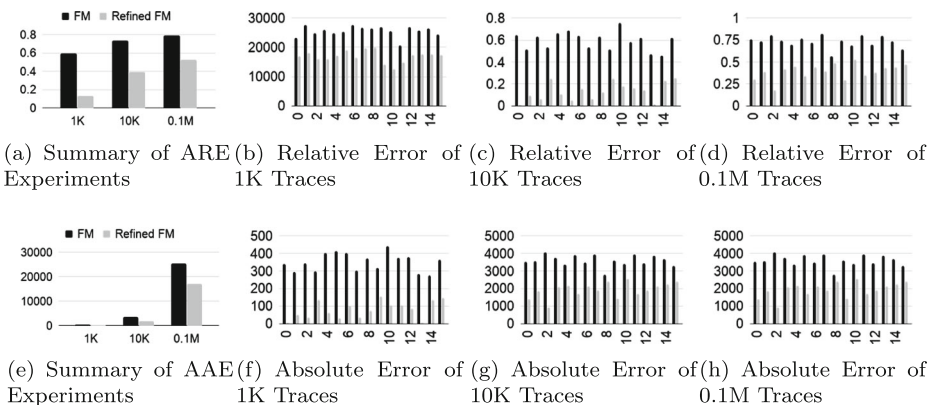 FM Refined FM
0.8
0.6
0.4
0.2
0
1K 10K 0.1M
(a) Summary of ARE Experiments
30000
20000
10000
0
0 2 4 6 8 10 12 14
(b) Relative Error of 1K Traces
0.8
0.6
0.4
0.2
0
0 2 4 6 8 10 12 14
(c) Relative Error of 10K Traces
1
0.75
0.5
0.25
0
0 2 4 6 8 10 12 14
(d) Relative Error of 0.1M Traces
FM Refined FM
30000
20000
10000
0
1K 10K 0.1M
(e) Summary of AAE Experiments
500
400
300
200
100
0
0 2 4 6 8 10 12 14
(f) Absolute Error of 1K Traces
5000
4000
3000
2000
1000
0
0 2 4 6 8 10 12 14
(g) Absolute Error of 10K Traces
5000
4000
3000
2000
1000
0
0 2 4 6 8 10 12 14
(h) Absolute Error of 0.1M Traces